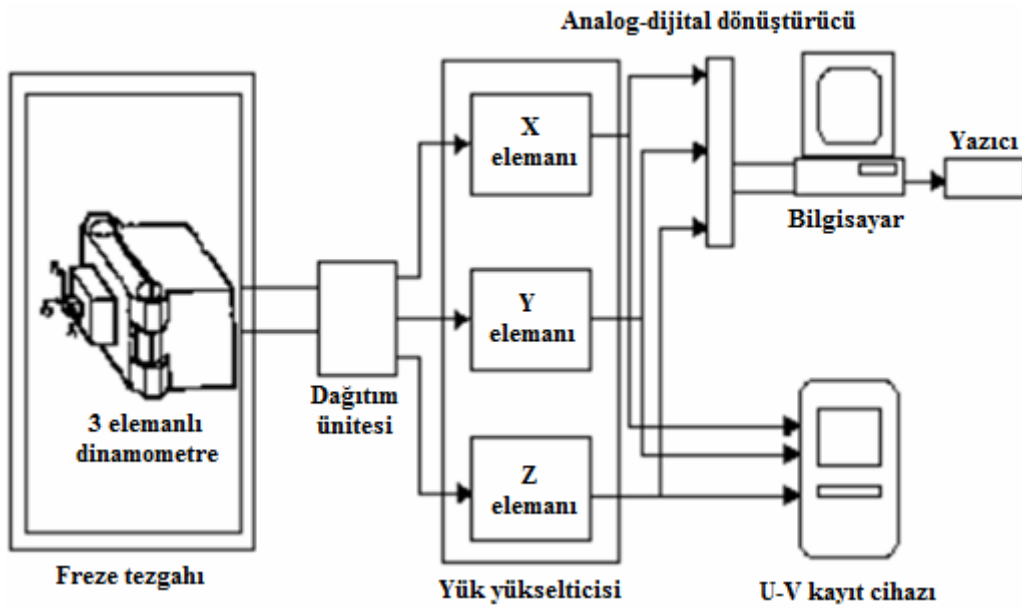 Analog-dijital dönüştürücü
X
elemanı
Yazıcı
Bilgisayar
Y
elemanı
Dağıtım
ünitesi
3 elemanlı
dinamometre
Z
elemanı
Freze tezgahı
Yük yükselticisi
U-V kayıt cihazı